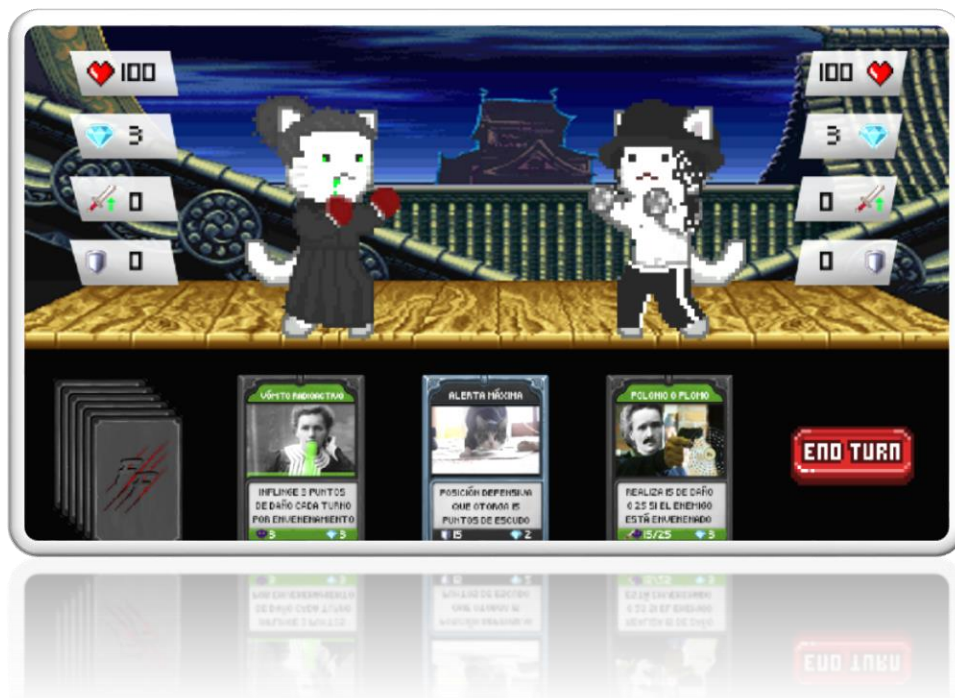 100
3
0
0
100
3
0
0
VÓMITO RADIOACTIVO
INFLINGE 3 PUNTOS
DE DAÑO CADA TURNO
POR ENVENENAMIENTO
3 3
ALERTA MÁXIMA
POSICIÓN DEFENSIVA
QUE OTORGA 15
PUNTOS DE ESCUDO
15 2
POLONIO O PLOMO
REALIZA 15 DE DAÑO
O 25 SI EL ENEMIGO
ESTÁ ENVENENADO
15/25 3
END TURN